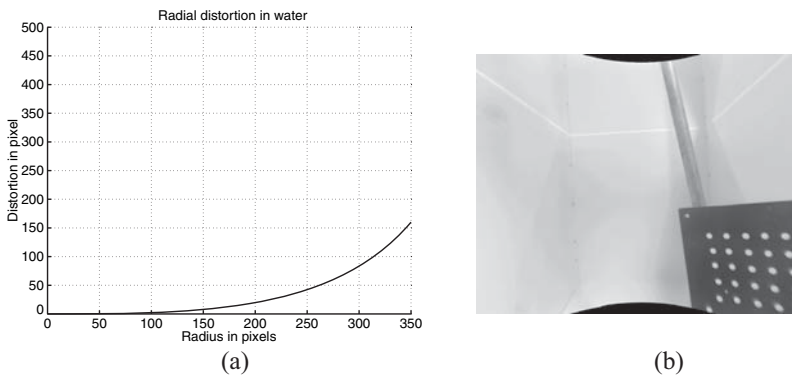 Radial distortion in water
500
450
400
350
300
250
200
150
100
50
0
Distortion in pixel
0 50 100 150 200 250 300 350
Radius in pixels
(a)
(b)